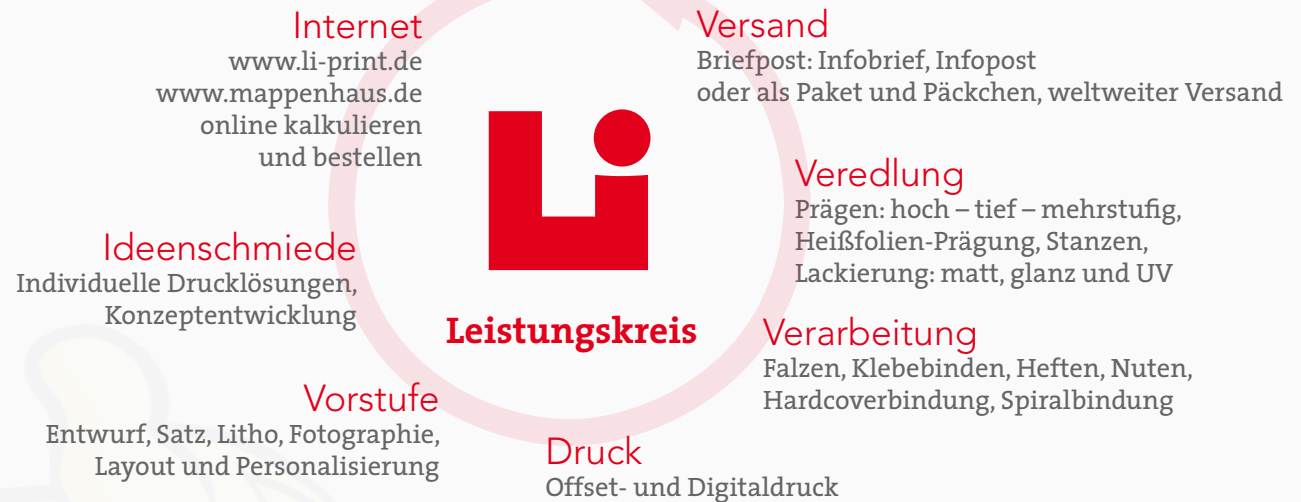 Internet
www.li-print.de
www.mappenhaus.de
online kalkulieren
und bestellen
Versand
Briefpost: Infobrief, Infopost
oder als Paket und Päckchen, weltweiter Versand
Li
Veredlung
Prägen: hoch – tief – mehrstufig,
Heißfolien-Prägung, Stanzen,
Lackierung: matt, glanz und UV
Ideenschmiede
Individuelle Drucklösungen,
Konzeptentwicklung
Leistungskreis
Verarbeitung
Falzen, Klebebinden, Heften, Nuten,
Hardcoverbindung, Spiralbindung
Vorstufe
Entwurf, Satz, Litho, Fotographie,
Layout und Personalisierung
Druck
Offset- und Digitaldruck